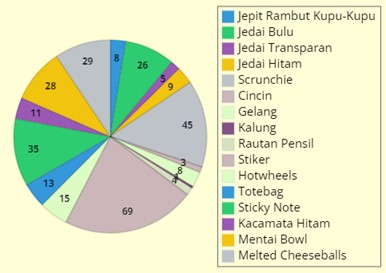 8
26
5
9
45
3
8
4
69
15
13
35
11
28
29
Jepit Rambut Kupu-Kupu
Jedai Bulu
Jedai Transparan
Jedai Hitam
Scrunchie
Cincin
Gelang
Kalung
Rautan Pensil
Stiker
Hotwheels
Totebag
Sticky Note
Kacamata Hitam
Mentai Bowl
Melted Cheeseballs